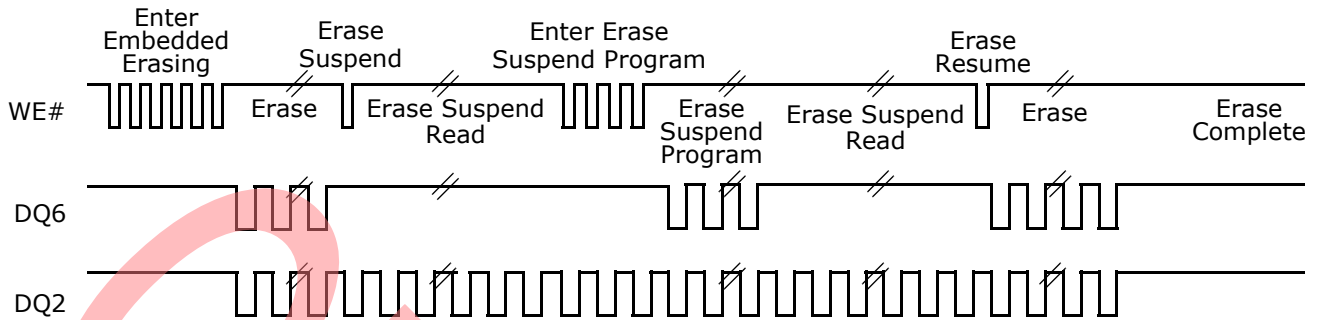 Enter
Embedded
Erasing
Erase
Suspend
Enter Erase
Suspend Program
Erase
Resume
WE#
Erase
Erase Suspend
Read
Erase
Suspend
Program
Erase Suspend
Read
Erase
Erase
Complete
DQ6
DQ2